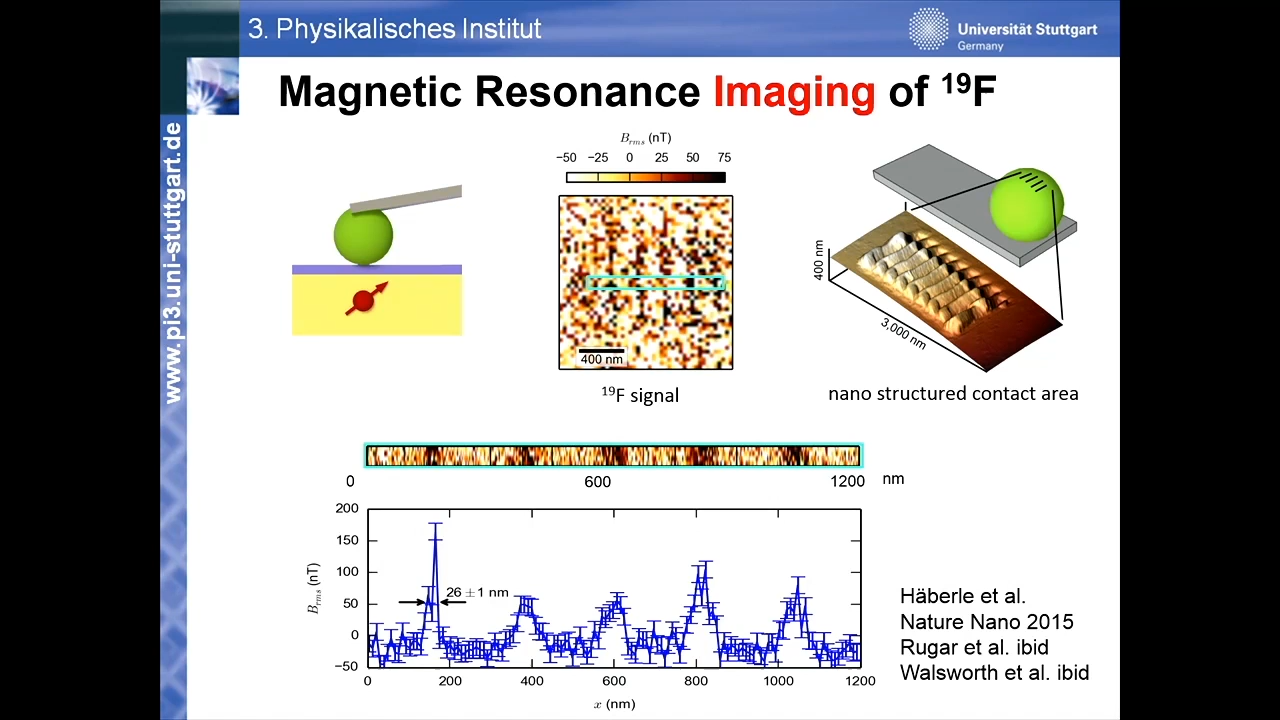 3. Physikalisches Institut
Universität Stuttgart
Germany
www.pi3.uni-stuttgart.de
Magnetic Resonance Imaging of ¹⁹F
B_rms (nT)
−50 −25 0 25 50 75
400 nm
¹⁹F signal
400 nm
3,000 nm
nano structured contact area
0 600 1200 nm
200
150
100
50
0
−50
B_rms (nT)
26 ± 1 nm
0 200 400 600 800 1000 1200
x (nm)
Häberle et al.
Nature Nano 2015
Rugar et al. ibid
Walsworth et al. ibid